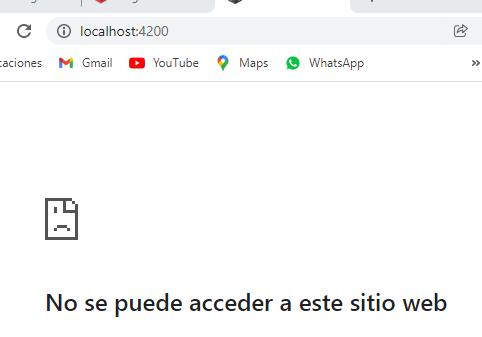 localhost:4200
caciones Gmail YouTube Maps WhatsApp »
No se puede acceder a este sitio web